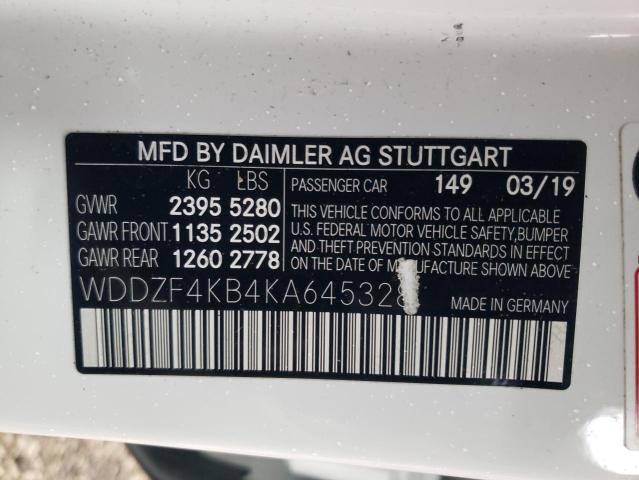 MFD BY DAIMLER AG STUTTGART
KG LBS
GVWR 2395 5280
GAWR FRONT 1135 2502
GAWR REAR 1260 2778
PASSENGER CAR 149 03/19
THIS VEHICLE CONFORMS TO ALL APPLICABLE
U.S. FEDERAL MOTOR VEHICLE SAFETY, BUMPER
AND THEFT PREVENTION STANDARDS IN EFFECT
ON THE DATE OF MANUFACTURE SHOWN ABOVE.
MADE IN GERMANY